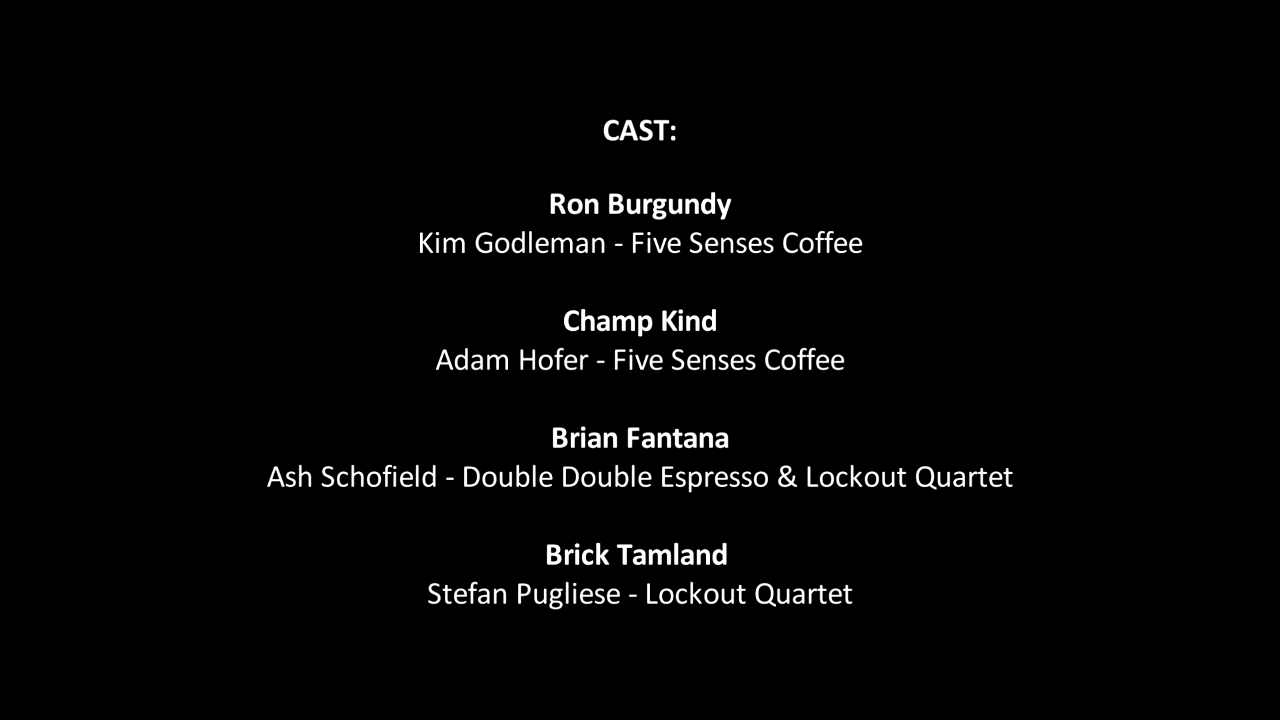 CAST:
Ron Burgundy
Kim Godleman - Five Senses Coffee
Champ Kind
Adam Hofer - Five Senses Coffee
Brian Fantana
Ash Schofield - Double Double Espresso & Lockout Quartet
Brick Tamland
Stefan Pugliese - Lockout Quartet